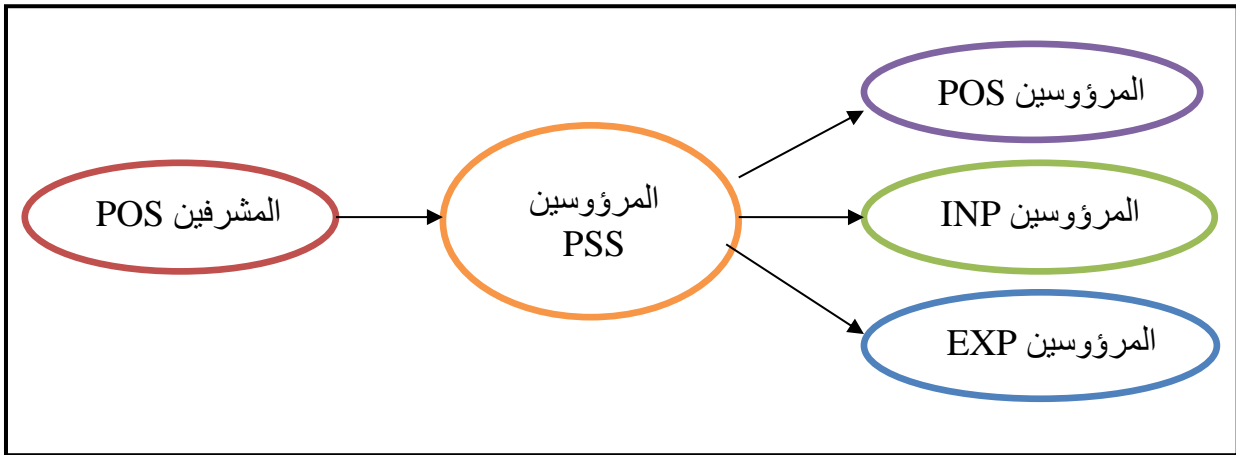 المشرفين POS
المرؤوسين
PSS
المرؤوسين POS
المرؤوسين INP
المرؤوسين EXP